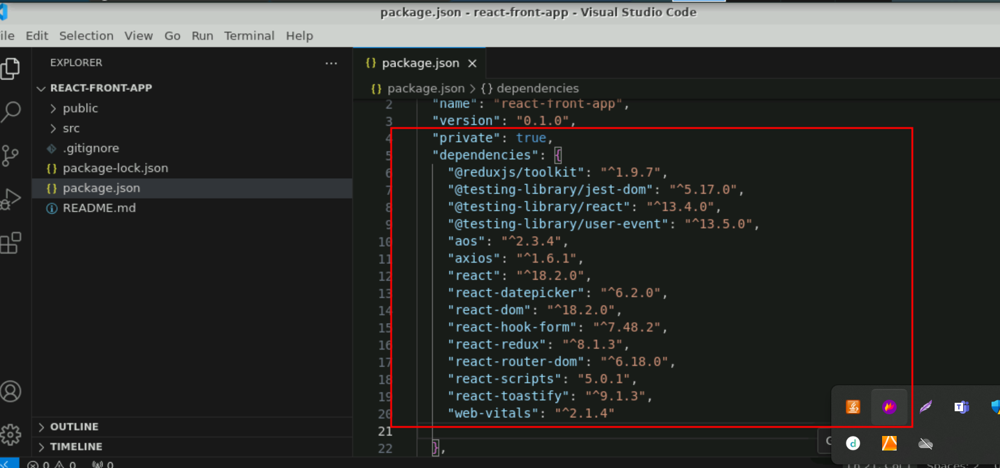 package.json - react-front-app - Visual Studio Code
ile Edit Selection View Go Run Terminal Help
EXPLORER
REACT-FRONT-APP
public
src
.gitignore
{} package-lock.json
{} package.json
README.md
OUTLINE
TIMELINE
0 0 0
{} package.json
{} package.json > {} dependencies
2 "name": "react-front-app",
3 "version": "0.1.0",
4 "private": true,
5 "dependencies": {
6 "@reduxjs/toolkit": "^1.9.7",
7 "@testing-library/jest-dom": "^5.17.0",
8 "@testing-library/react": "^13.4.0",
9 "@testing-library/user-event": "^13.5.0",
10 "aos": "^2.3.4",
11 "axios": "^1.6.1",
12 "react": "^18.2.0",
13 "react-datepicker": "^6.2.0",
14 "react-dom": "^18.2.0",
15 "react-hook-form": "^7.48.2",
16 "react-redux": "^8.1.3",
17 "react-router-dom": "^6.18.0",
18 "react-scripts": "5.0.1",
19 "react-toastify": "^9.1.3",
20 "web-vitals": "^2.1.4"
21
22 },